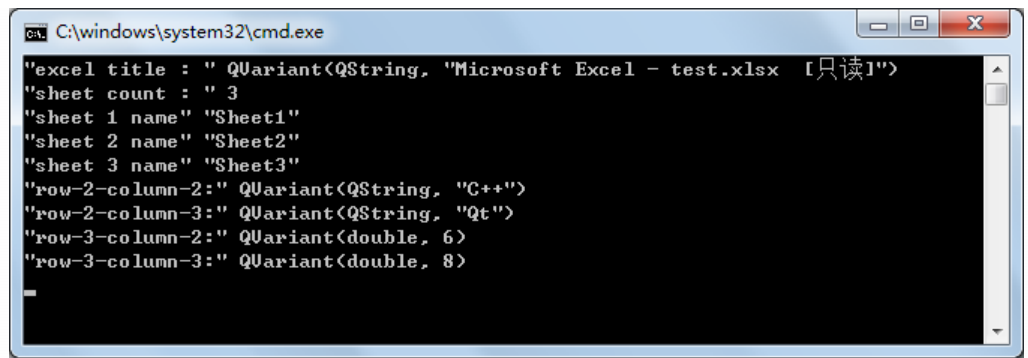 C:\windows\system32\cmd.exe
"excel title : " QVariant(QString, "Microsoft Excel - test.xlsx  [只读]")
"sheet count : " 3
"sheet 1 name" "Sheet1"
"sheet 2 name" "Sheet2"
"sheet 3 name" "Sheet3"
"row-2-column-2:" QVariant(QString, "C++")
"row-2-column-3:" QVariant(QString, "Qt")
"row-3-column-2:" QVariant(double, 6)
"row-3-column-3:" QVariant(double, 8)